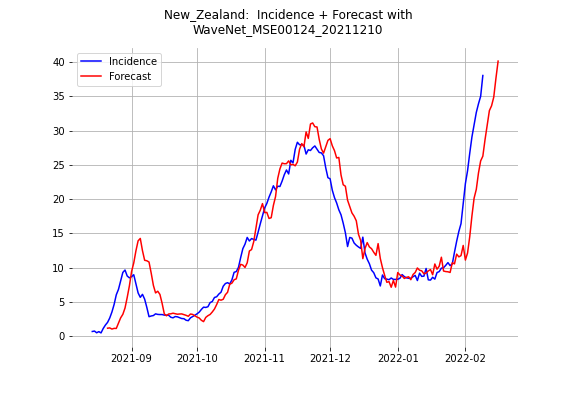 New_Zealand:  Incidence + Forecast with
WaveNet_MSE00124_20211210
Incidence
Forecast
40
35
30
25
20
15
10
5
0
2021-09 2021-10 2021-11 2021-12 2022-01 2022-02